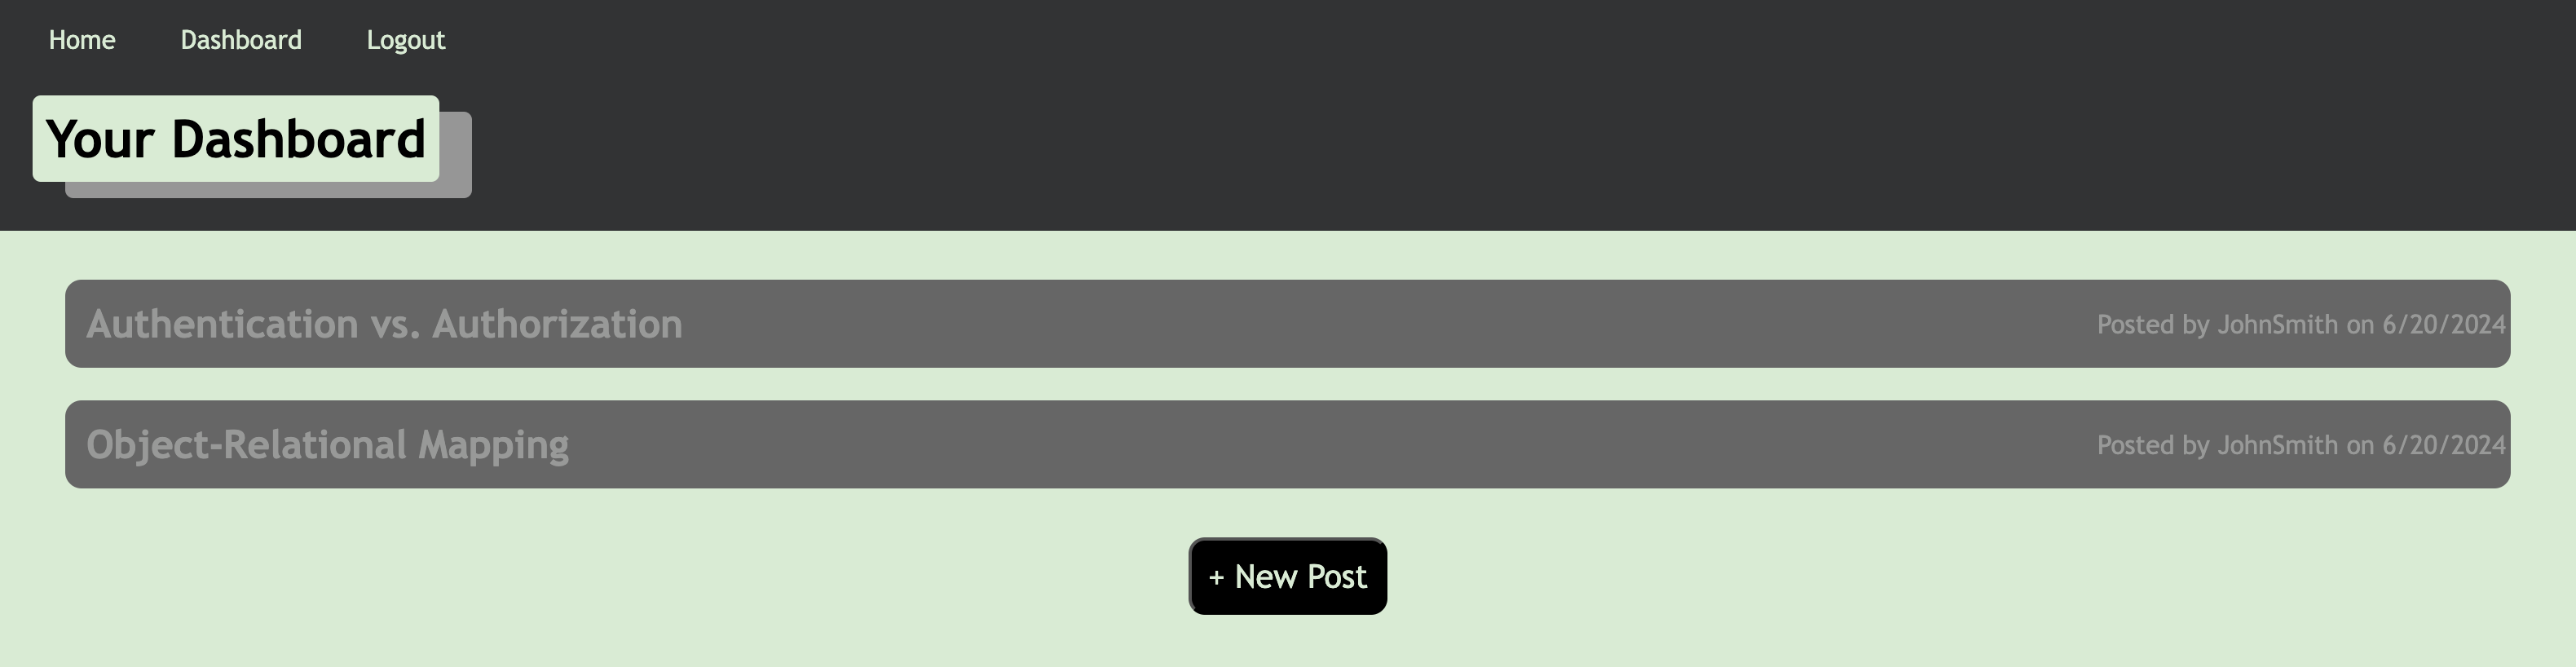 Home Dashboard Logout
Your Dashboard
Authentication vs. Authorization Posted by JohnSmith on 6/20/2024
Object-Relational Mapping Posted by JohnSmith on 6/20/2024
+ New Post